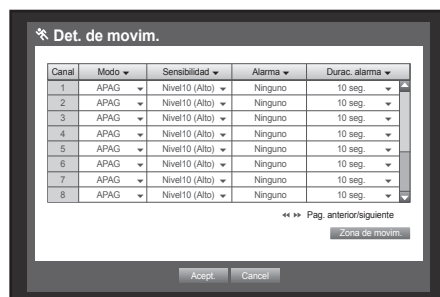 Det. de movim.
Canal Modo Sensibilidad Alarma Durac. alarma
1 APAG Nivel10 (Alto) Ninguno 10 seg.
2 APAG Nivel10 (Alto) Ninguno 10 seg.
3 APAG Nivel10 (Alto) Ninguno 10 seg.
4 APAG Nivel10 (Alto) Ninguno 10 seg.
5 APAG Nivel10 (Alto) Ninguno 10 seg.
6 APAG Nivel10 (Alto) Ninguno 10 seg.
7 APAG Nivel10 (Alto) Ninguno 10 seg.
8 APAG Nivel10 (Alto) Ninguno 10 seg.
Pag. anterior/siguiente
Zona de movim.
Acept. Cancel